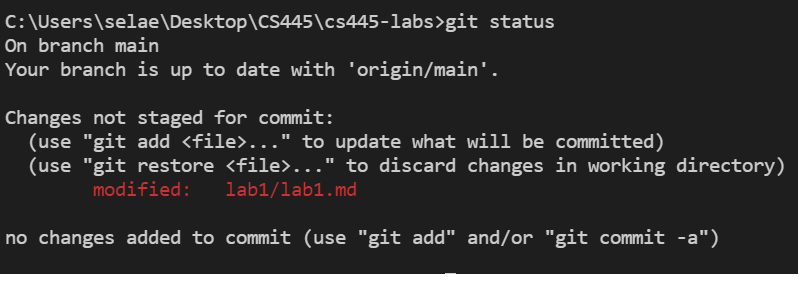 C:\Users\selae\Desktop\CS445\cs445-labs>git status
On branch main
Your branch is up to date with 'origin/main'.
Changes not staged for commit:
(use "git add <file>..." to update what will be committed)
(use "git restore <file>..." to discard changes in working directory)
modified: lab1/lab1.md
no changes added to commit (use "git add" and/or "git commit -a")